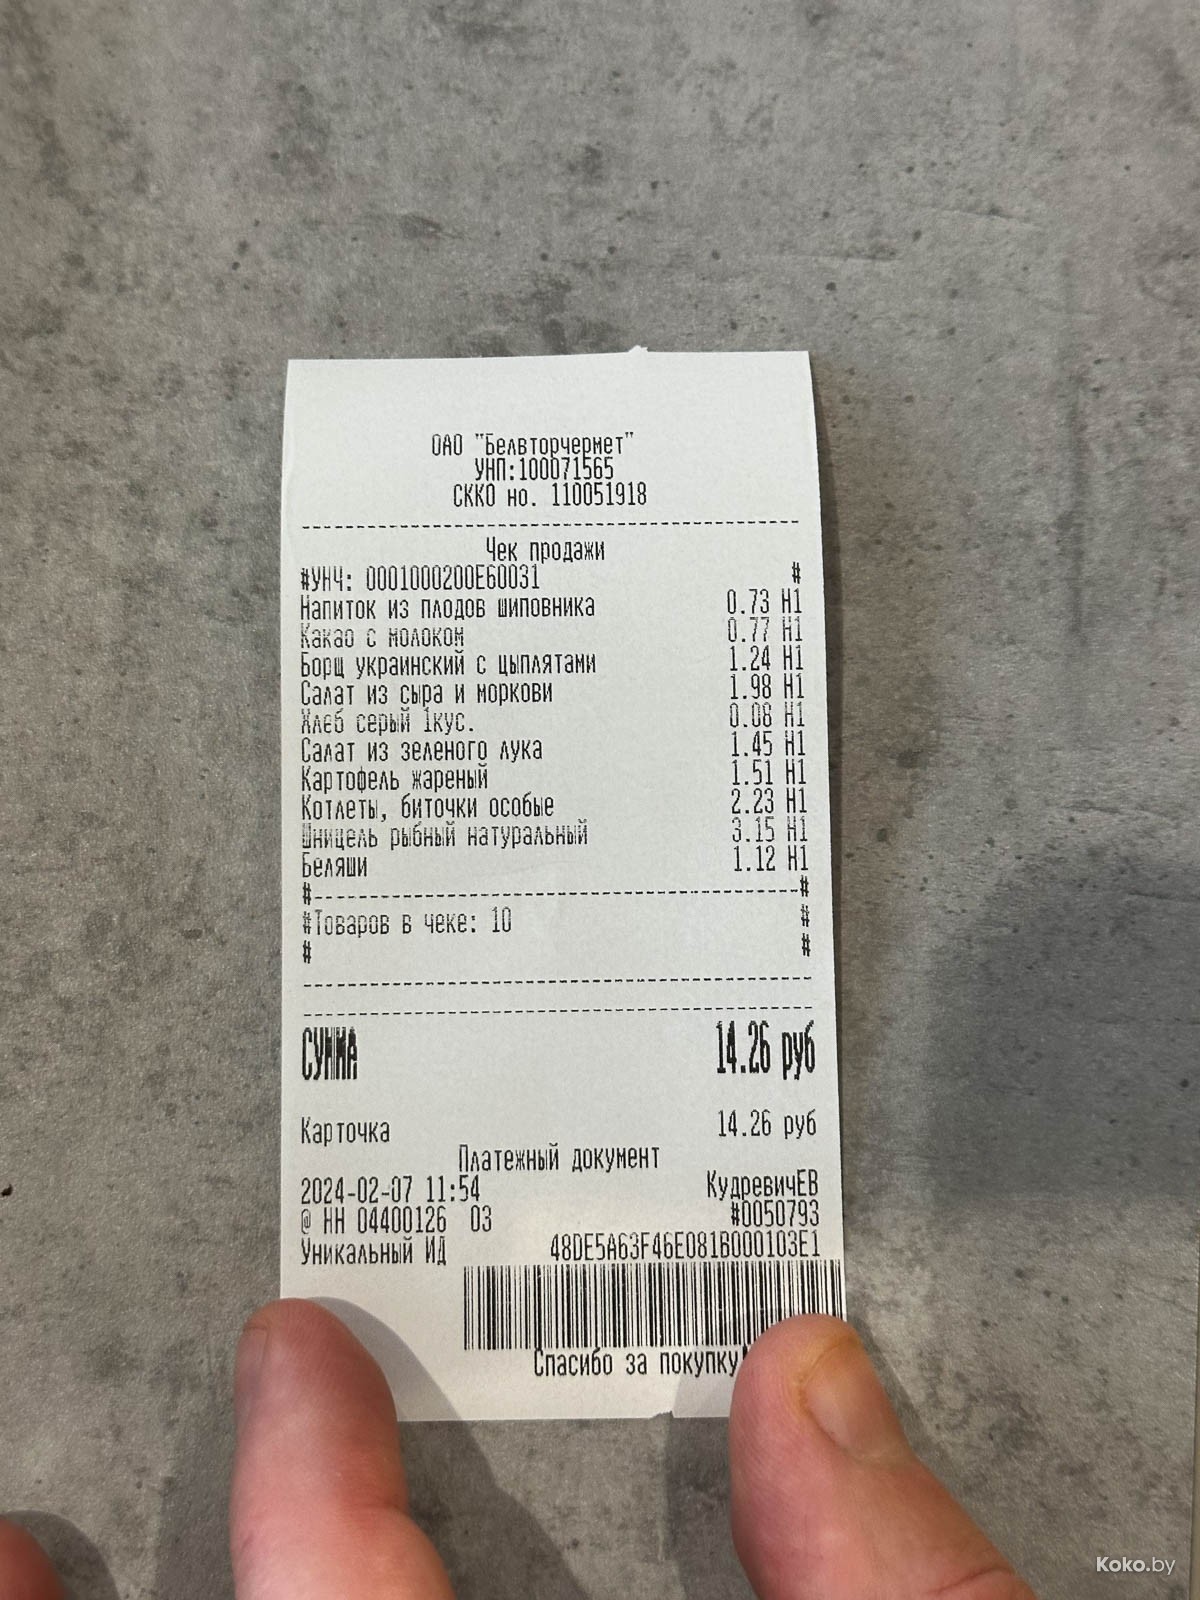 ОАО "Белвторчермет"
УНП:100071565
СККО но. 110051918
Чек продажи
#УНЧ: 0001000200E60031 #
Напиток из плодов шиповника 0.73 Н1
Какао с молоком 0.77 Н1
Борщ украинский с цыплятами 1.24 Н1
Салат из сыра и моркови 1.98 Н1
Хлеб серый 1кус. 0.08 Н1
Салат из зеленого лука 1.45 Н1
Картофель жареный 1.51 Н1
Котлеты, биточки особые 2.23 Н1
Шницель рыбный натуральный 3.15 Н1
Беляши 1.12 Н1
#--------------------------------------------#
#Товаров в чеке: 10 #
# #
СУММА 14.26 руб
Карточка 14.26 руб
Платежный документ
2024-02-07 11:54 КудревичЕВ
@ НН 04400126 03 #0050793
Уникальный ИД 48DE5A63F46E081B000103E1
Спасибо за покупку!
Koko.by